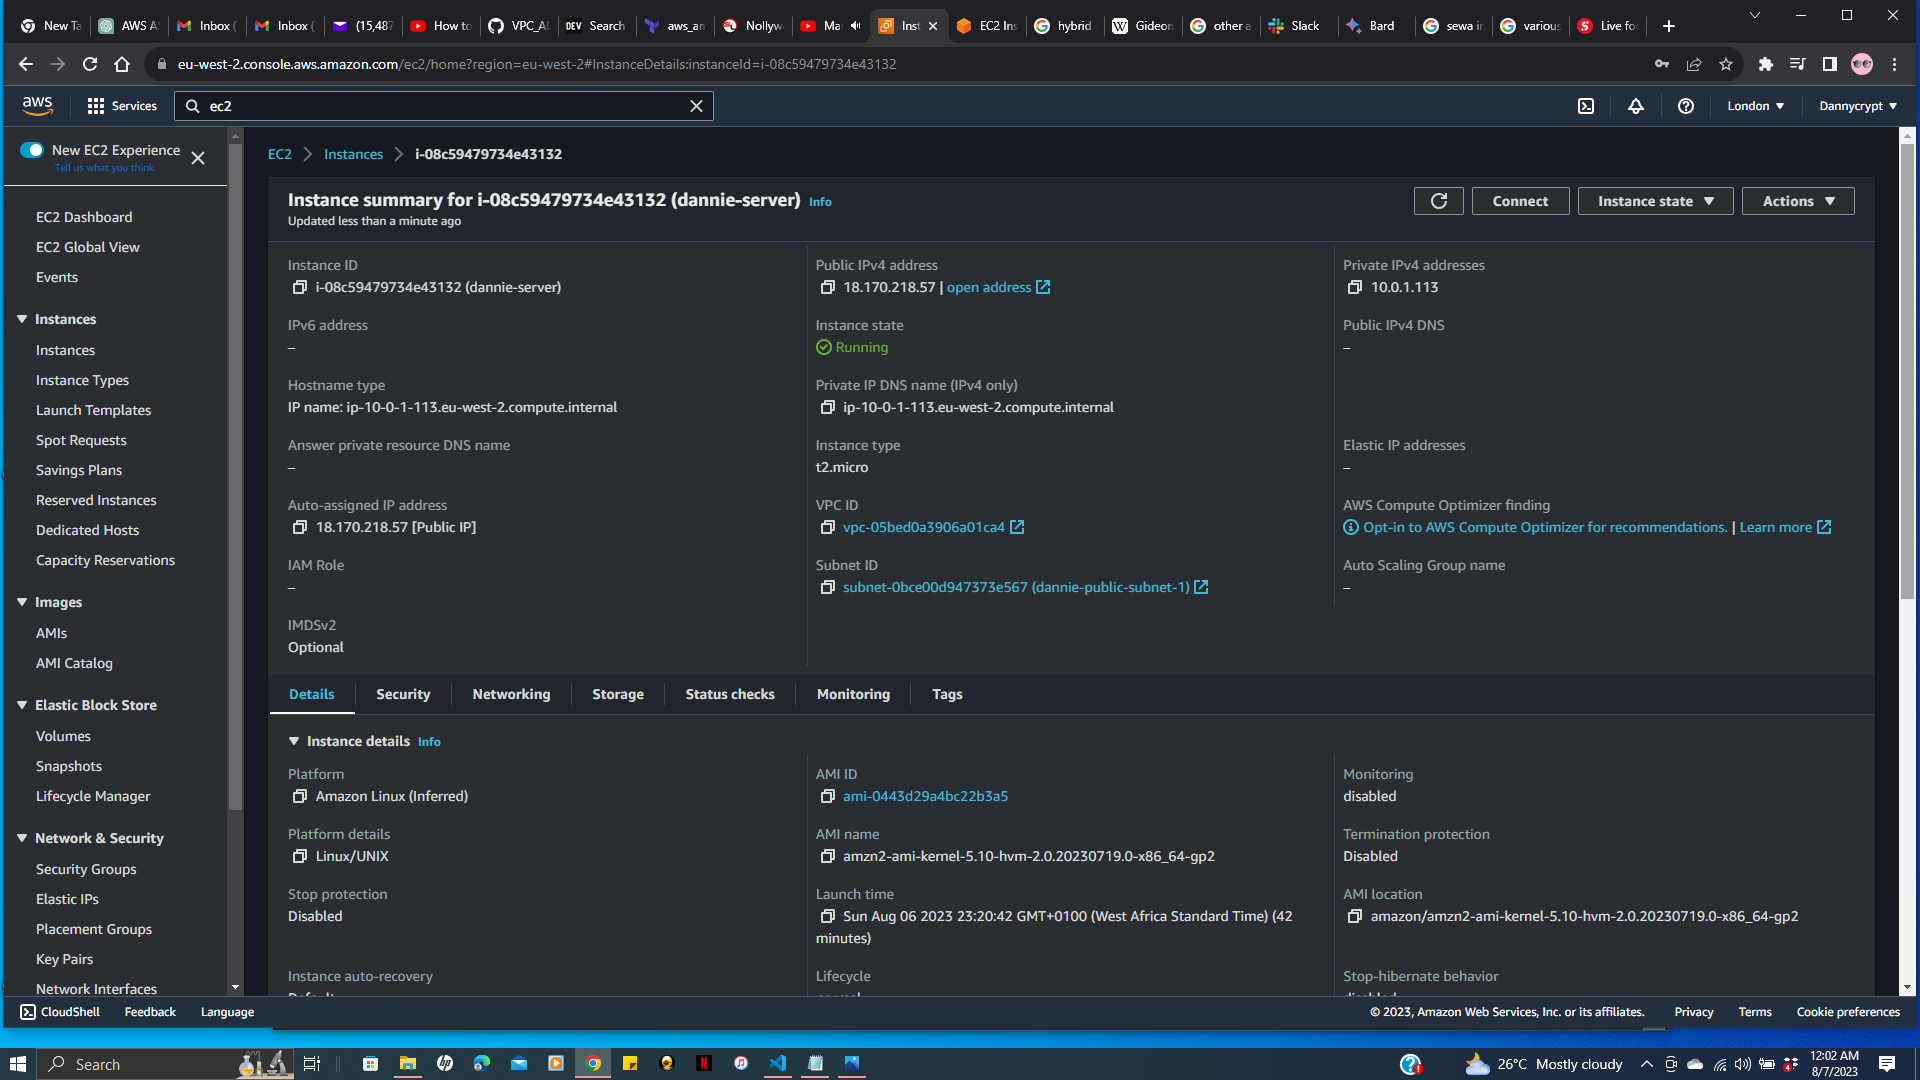 New Ta
AWS A
Inbox (
Inbox (
(15,487
How to
VPC_AL
DEV Search
aws_am
Nollyw
Ma
Inst
EC2 Ins
hybrid
Gideon
other a
Slack
Bard
sewa in
various
Live fo
eu-west-2.console.aws.amazon.com/ec2/home?region=eu-west-2#InstanceDetails:instanceId=i-08c59479734e43132
aws
Services
ec2
London
Dannycrypt
New EC2 Experience
Tell us what you think
EC2 Dashboard
EC2 Global View
Events
Instances
Instances
Instance Types
Launch Templates
Spot Requests
Savings Plans
Reserved Instances
Dedicated Hosts
Capacity Reservations
Images
AMIs
AMI Catalog
Elastic Block Store
Volumes
Snapshots
Lifecycle Manager
Network & Security
Security Groups
Elastic IPs
Placement Groups
Key Pairs
Network Interfaces
EC2 > Instances > i-08c59479734e43132
Instance summary for i-08c59479734e43132 (dannie-server) Info
Updated less than a minute ago
Connect
Instance state
Actions
Instance ID
i-08c59479734e43132 (dannie-server)
Public IPv4 address
18.170.218.57 | open address
Private IPv4 addresses
10.0.1.113
IPv6 address
–
Instance state
Running
Public IPv4 DNS
–
Hostname type
IP name: ip-10-0-1-113.eu-west-2.compute.internal
Private IP DNS name (IPv4 only)
ip-10-0-1-113.eu-west-2.compute.internal
Answer private resource DNS name
–
Instance type
t2.micro
Elastic IP addresses
–
Auto-assigned IP address
18.170.218.57 [Public IP]
VPC ID
vpc-05bed0a3906a01ca4
AWS Compute Optimizer finding
Opt-in to AWS Compute Optimizer for recommendations. | Learn more
IAM Role
–
Subnet ID
subnet-0bce00d947373e567 (dannie-public-subnet-1)
Auto Scaling Group name
–
IMDSv2
Optional
Details
Security
Networking
Storage
Status checks
Monitoring
Tags
Instance details Info
Platform
Amazon Linux (Inferred)
AMI ID
ami-0443d29a4bc22b3a5
Monitoring
disabled
Platform details
Linux/UNIX
AMI name
amzn2-ami-kernel-5.10-hvm-2.0.20230719.0-x86_64-gp2
Termination protection
Disabled
Stop protection
Disabled
Launch time
Sun Aug 06 2023 23:20:42 GMT+0100 (West Africa Standard Time) (42
minutes)
AMI location
amazon/amzn2-ami-kernel-5.10-hvm-2.0.20230719.0-x86_64-gp2
Instance auto-recovery
Lifecycle
Stop-hibernate behavior
CloudShell
Feedback
Language
© 2023, Amazon Web Services, Inc. or its affiliates.
Privacy
Terms
Cookie preferences
Search
26°C Mostly cloudy
12:02 AM
8/7/2023